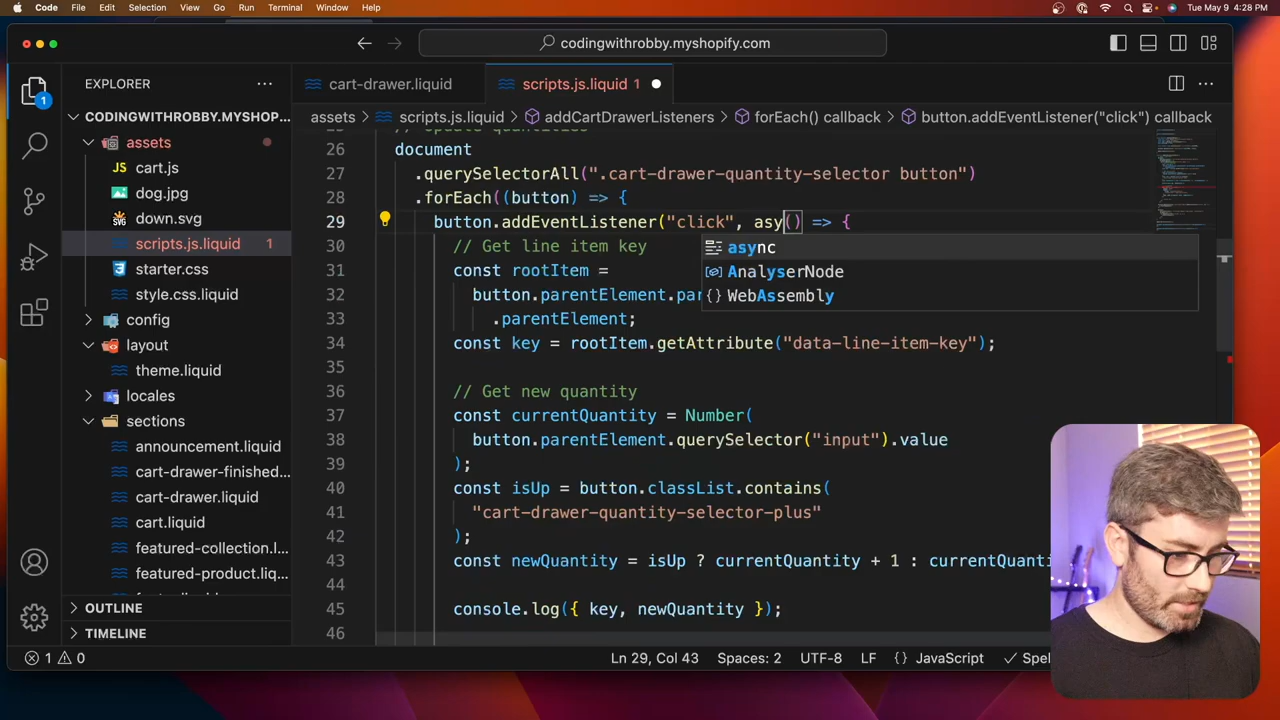 Code File Edit Selection View Go Run Terminal Window Help Tue May 9 4:28 PM
codingwithrobby.myshopify.com
EXPLORER
CODINGWITHROBBY.MYSHOP...
assets
cart.js
dog.jpg
down.svg
scripts.js.liquid 1
starter.css
style.css.liquid
config
layout
theme.liquid
locales
sections
announcement.liquid
cart-drawer-finished...
cart-drawer.liquid
cart.liquid
featured-collection.l...
featured-product.liq...
OUTLINE
TIMELINE
1
cart-drawer.liquid scripts.js.liquid 1
assets > scripts.js.liquid > addCartDrawerListeners > forEach() callback > button.addEventListener("click") callback
// Update quantities
26 document
27 .querySelectorAll(".cart-drawer-quantity-selector button")
28 .forEach((button) => {
29 button.addEventListener("click", asy() => {
30 // Get line item key
31 const rootItem =
32 button.parentElement.par
33 .parentElement;
34 const key = rootItem.getAttribute("data-line-item-key");
35
36 // Get new quantity
37 const currentQuantity = Number(
38 button.parentElement.querySelector("input").value
39 );
40 const isUp = button.classList.contains(
41 "cart-drawer-quantity-selector-plus"
42 );
43 const newQuantity = isUp ? currentQuantity + 1 : currentQuanti
44
45 console.log({ key, newQuantity });
46
async
AnalyserNode
WebAssembly
1 0 Ln 29, Col 43 Spaces: 2 UTF-8 LF {} JavaScript Spel